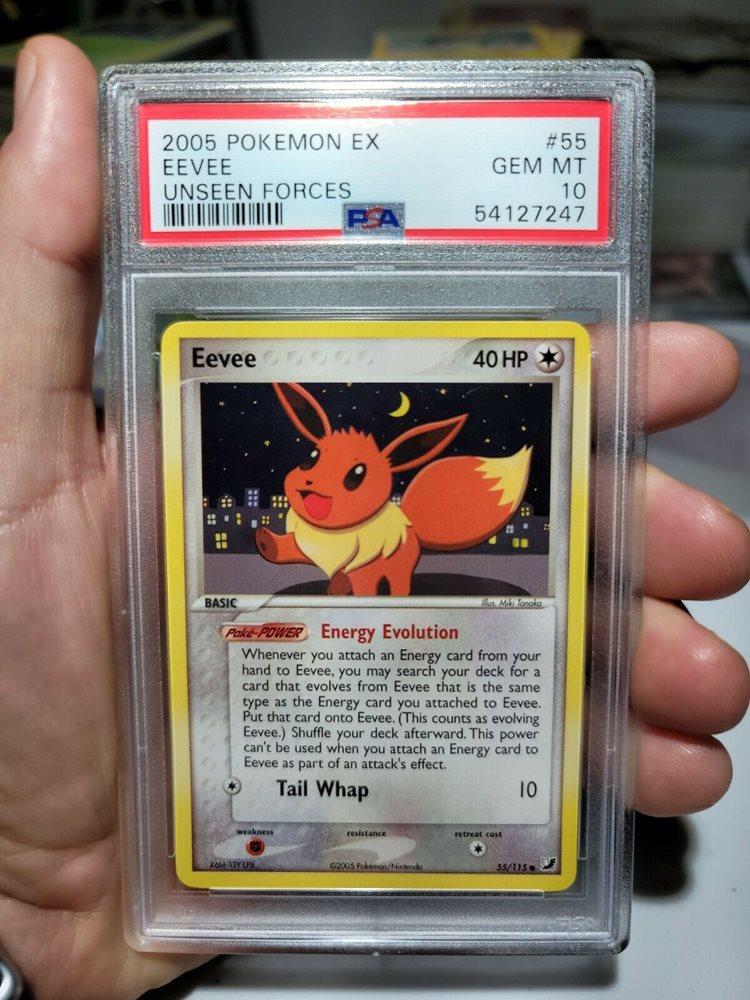 2005 POKEMON EX #55
EEVEE GEM MT
UNSEEN FORCES 10
PSA 54127247
Eevee 40 HP
BASIC Illus. Miki Tanaka
Poké-POWER Energy Evolution
Whenever you attach an Energy card from your
hand to Eevee, you may search your deck for a
card that evolves from Eevee that is the same
type as the Energy card you attached to Eevee.
Put that card onto Eevee. (This counts as evolving
Eevee.) Shuffle your deck afterward. This power
can't be used when you attach an Energy card to
Eevee as part of an attack's effect.
Tail Whap 10
weakness resistance retreat cost
X6M-1TY-LPX ©2005 Pokémon/Nintendo 55/115